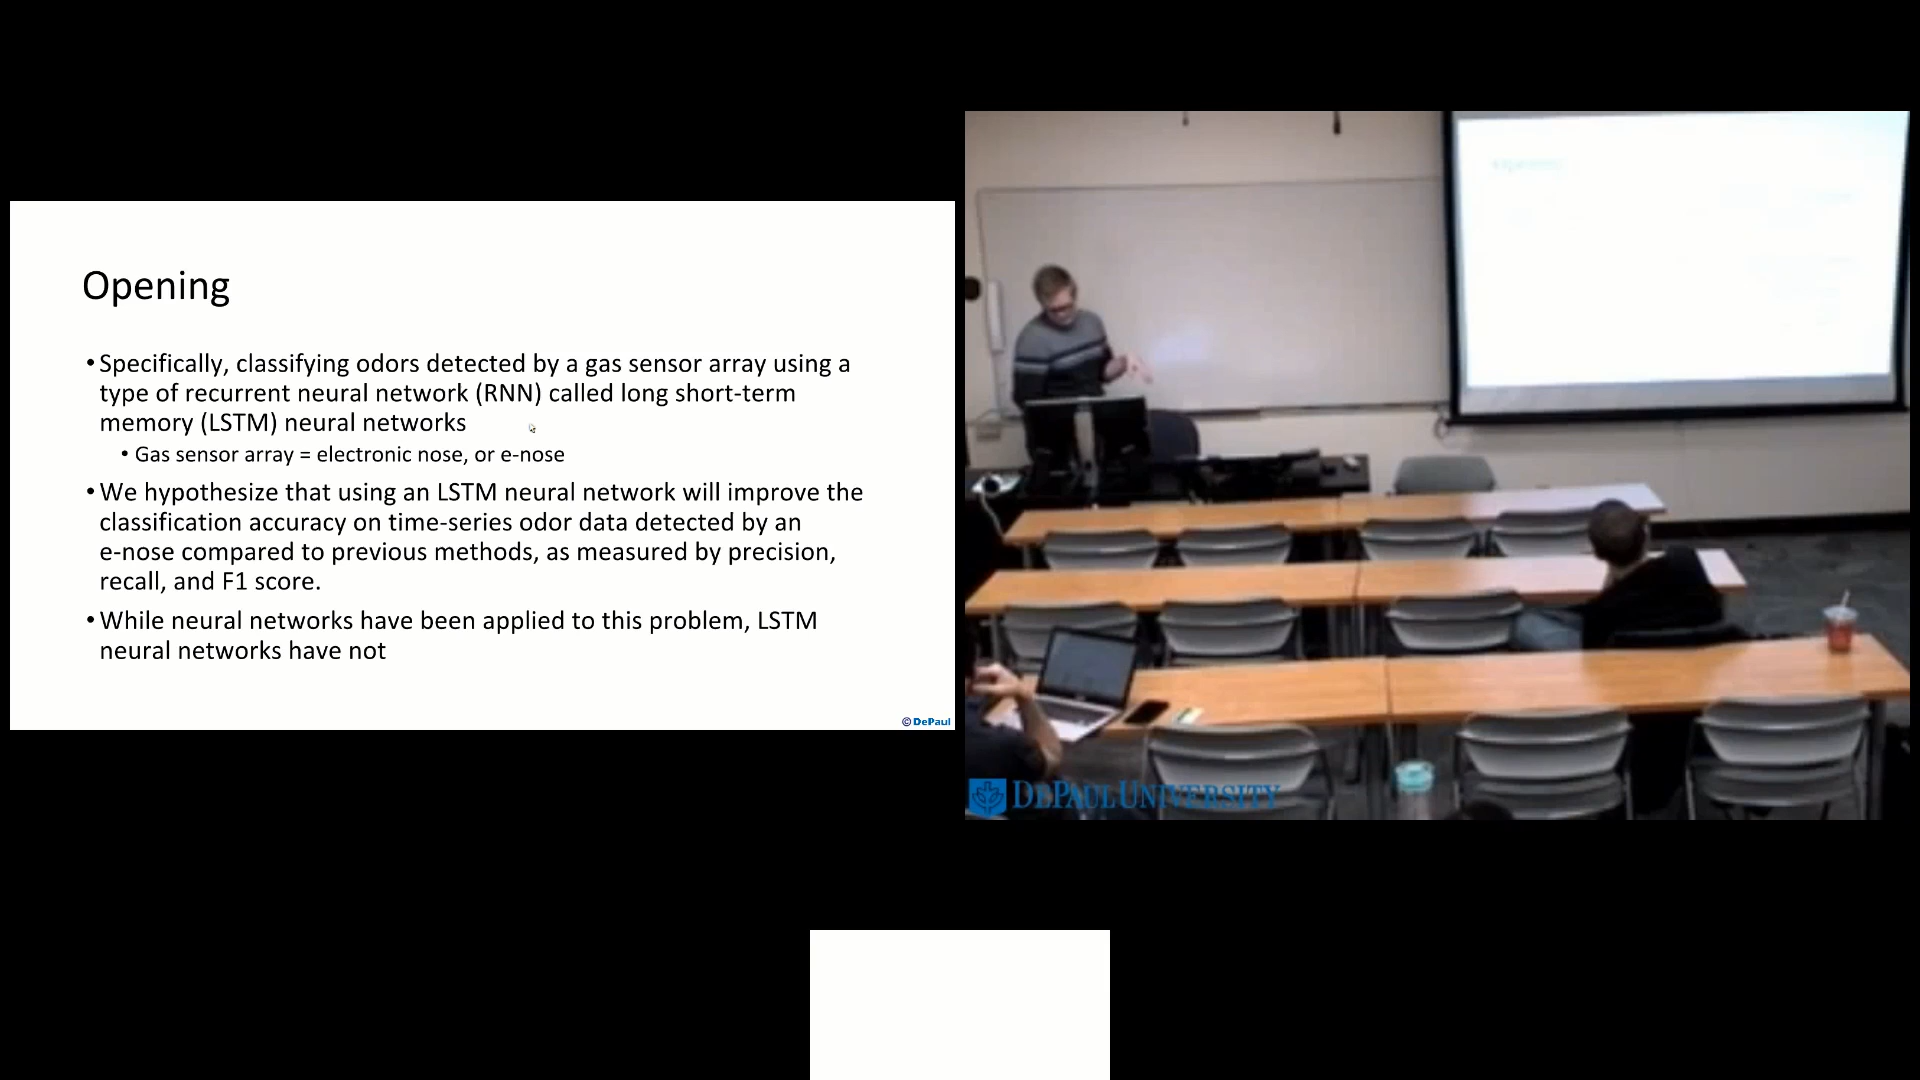 Opening
•Specifically, classifying odors detected by a gas sensor array using a
type of recurrent neural network (RNN) called long short-term
memory (LSTM) neural networks
• Gas sensor array = electronic nose, or e-nose
•We hypothesize that using an LSTM neural network will improve the
classification accuracy on time-series odor data detected by an
e-nose compared to previous methods, as measured by precision,
recall, and F1 score.
•While neural networks have been applied to this problem, LSTM
neural networks have not
© DePaul
DEPAUL UNIVERSITY